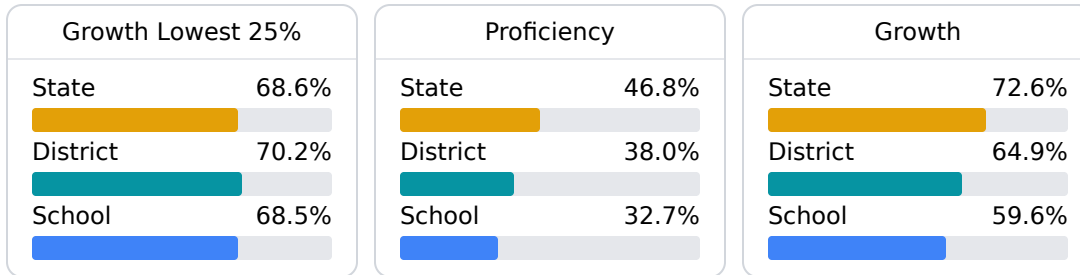 Growth Lowest 25%
State 68.6%
District 70.2%
School 68.5%
Proficiency
State 46.8%
District 38.0%
School 32.7%
Growth
State 72.6%
District 64.9%
School 59.6%